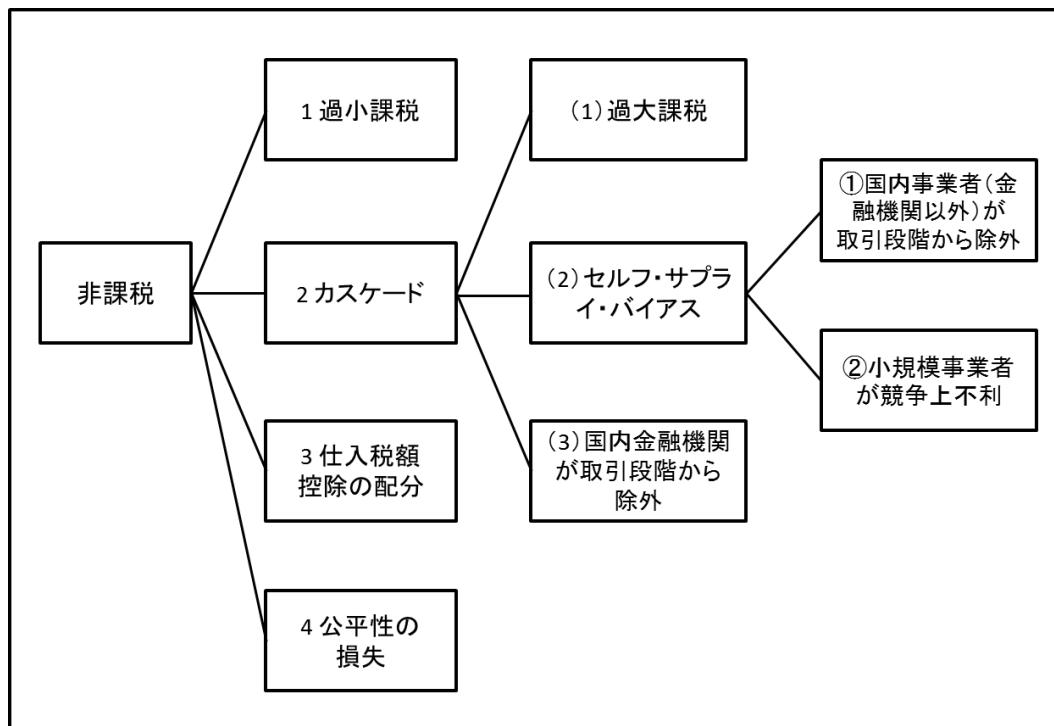 非課税
1 過小課税
2 カスケード
3 仕入税額
控除の配分
4 公平性の
損失
(1) 過大課税
(2) セルフ・サプラ
イ・バイアス
(3) 国内金融機関
が取引段階から
除外
①国内事業者(金
融機関以外)が
取引段階から除外
②小規模事業者
が競争上不利